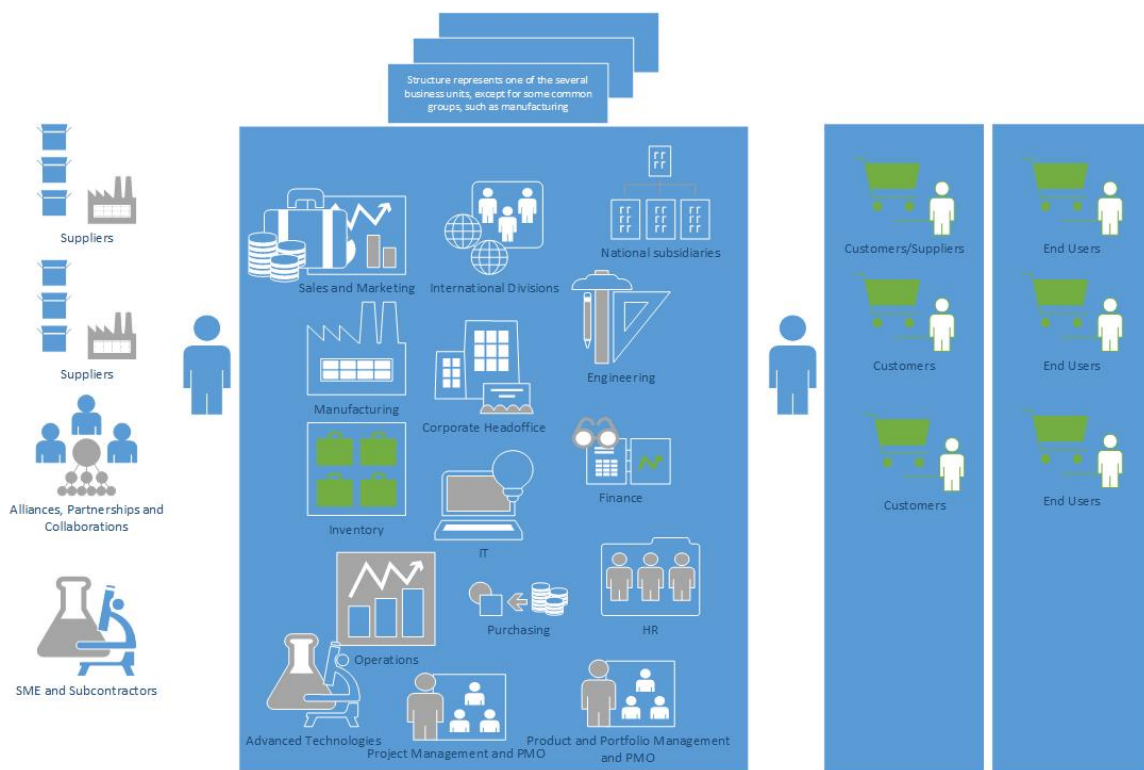 Structure represents one of the several
business units, except for some common
groups, such as manufacturing
Suppliers
Suppliers
Alliances, Partnerships and
Collaborations
SME and Subcontractors
Sales and Marketing
International Divisions
National subsidiaries
Manufacturing
Corporate Headoffice
Engineering
Inventory
IT
Finance
Operations
Purchasing
HR
Advanced Technologies
Project Management and PMO
Product and Portfolio Management
and PMO
Customers/Suppliers
Customers
Customers
End Users
End Users
End Users